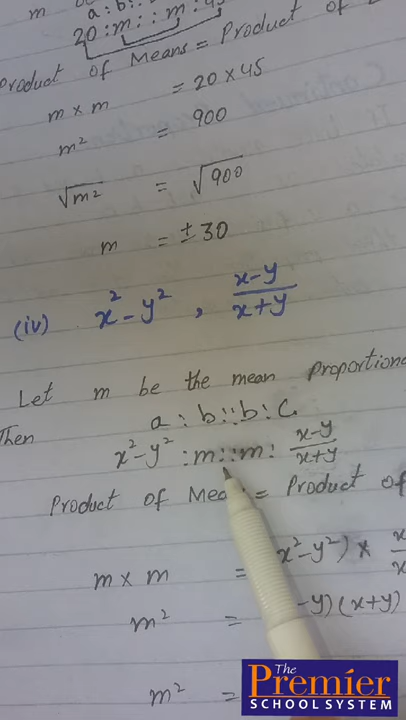 m
a : b :
20 : m : : m : 45
Product of Means = Product of
m × m = 20 × 45
m² = 900
√m² = √900
m = ± 30
(iv) x² - y² , x-y/x+y
Let m be the mean proportional
Then a : b :: b : c
x² - y² : m :: m : x-y/x+y
Product of Means = Product of
m × m = x² - y²) ×
m² = -y) (x+y)
m² =
The Premier
SCHOOL SYSTEM